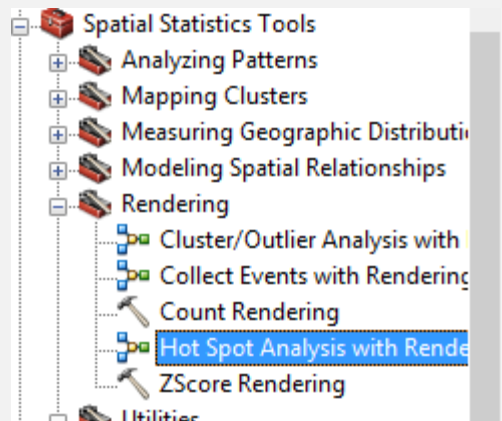 Spatial Statistics Tools
Analyzing Patterns
Mapping Clusters
Measuring Geographic Distributi
Modeling Spatial Relationships
Rendering
Cluster/Outlier Analysis with
Collect Events with Rendering
Count Rendering
Hot Spot Analysis with Rende
ZScore Rendering
Utilities